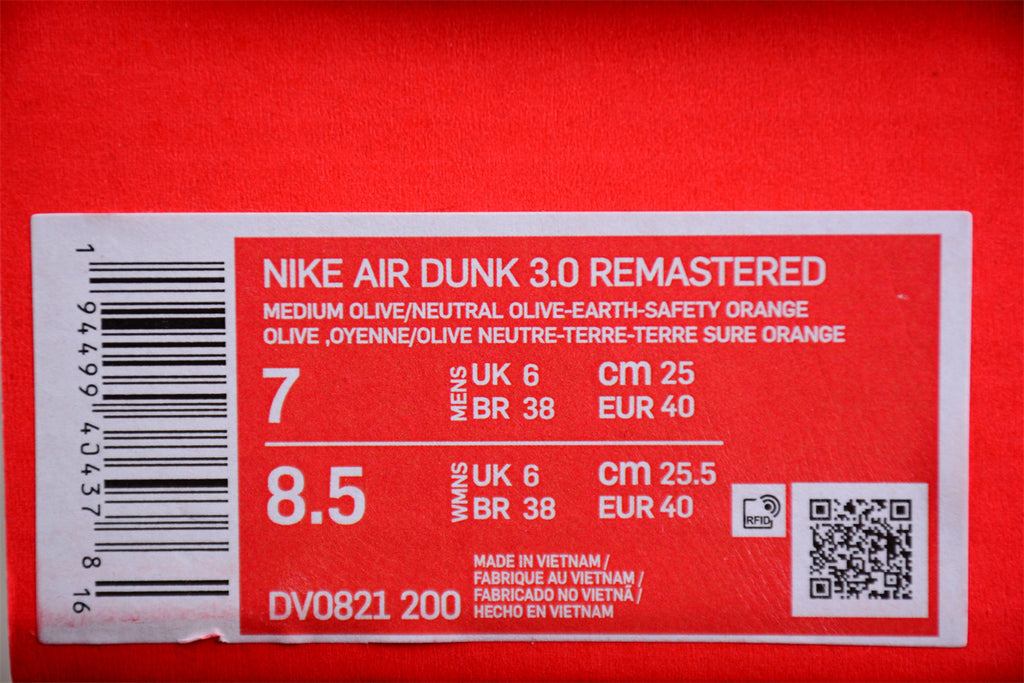 NIKE AIR DUNK 3.0 REMASTERED
MEDIUM OLIVE/NEUTRAL OLIVE-EARTH-SAFETY ORANGE
OLIVE ,OYENNE/OLIVE NEUTRE-TERRE-TERRE SURE ORANGE
7 MENS UK 6 cm 25
BR 38 EUR 40
8.5 WMNS UK 6 cm 25.5
BR 38 EUR 40
RFID
MADE IN VIETNAM /
FABRIQUE AU VIETNAM /
FABRICADO NO VIETNÃ /
HECHO EN VIETNAM
DV0821 200
1 94499 40437 8 16